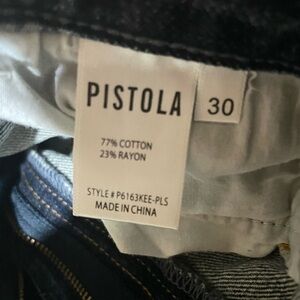 PISTOLA
30
77% COTTON
23% RAYON
STYLE # P6163KEE-PLS
MADE IN CHINA